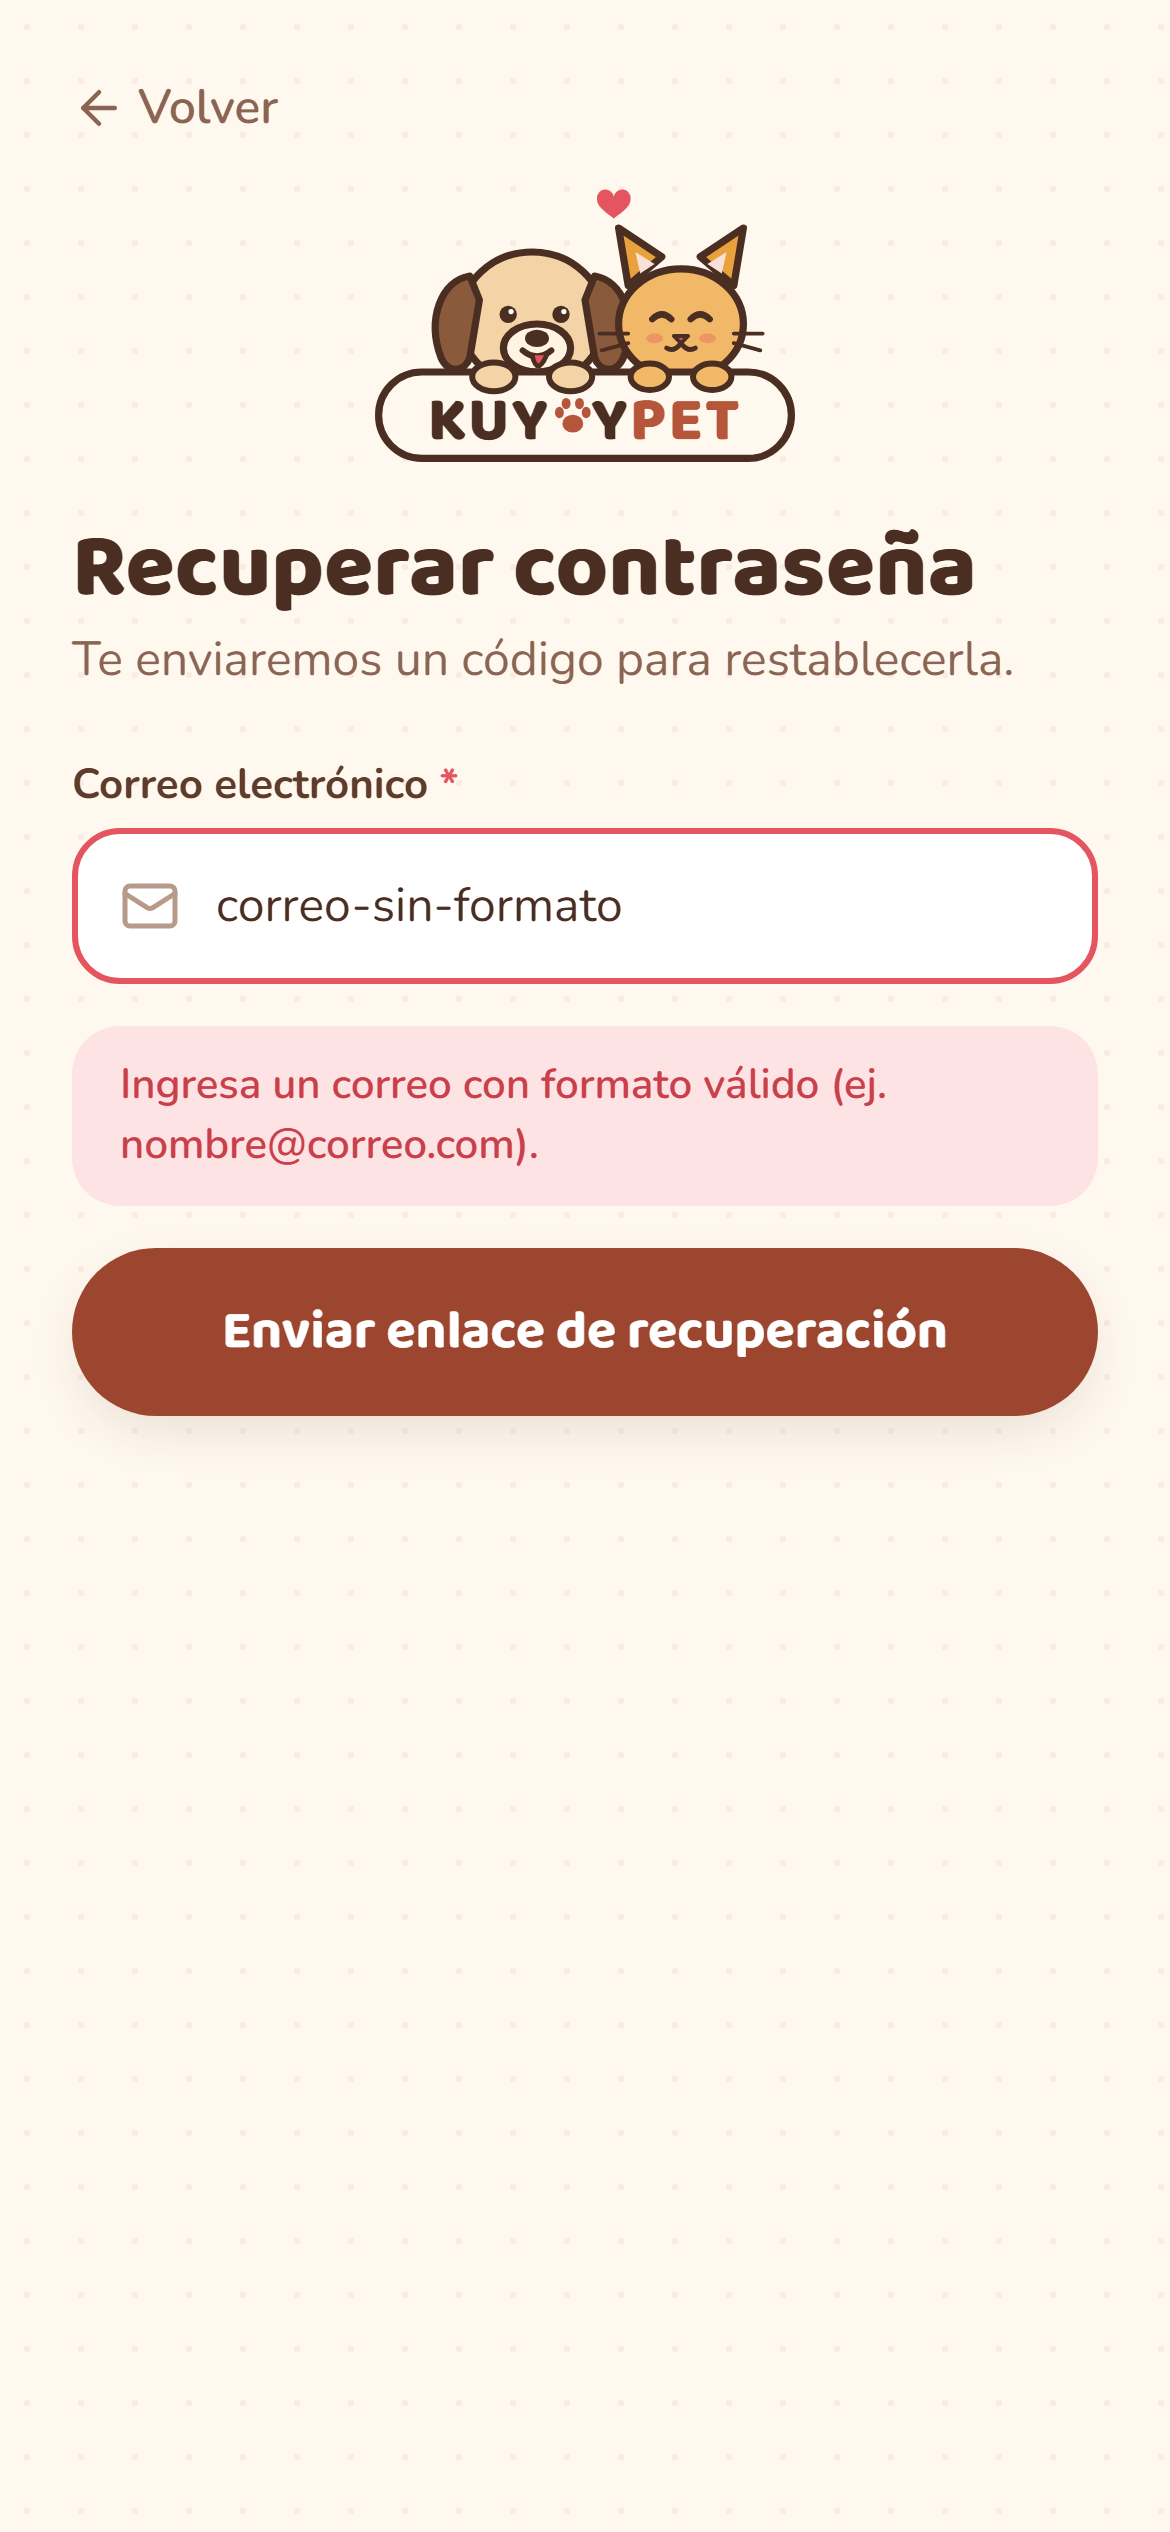 Volver
KUYYPET
Recuperar contraseña
Te enviaremos un código para restablecerla.
Correo electrónico *
correo-sin-formato
Ingresa un correo con formato válido (ej.
nombre@correo.com).
Enviar enlace de recuperación